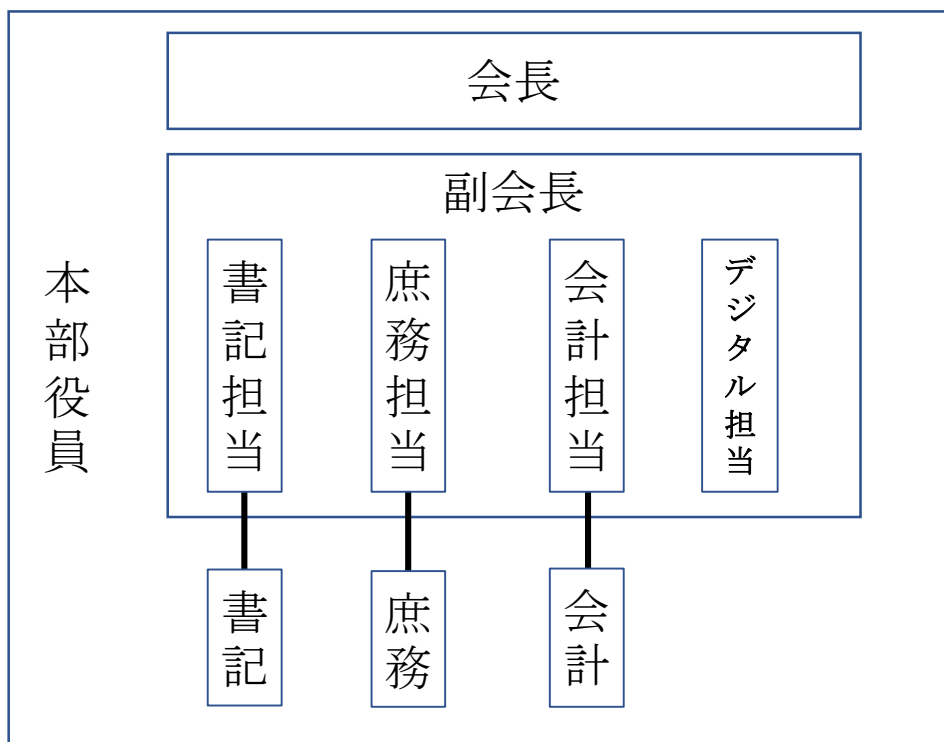 会長
副会長
本部役員
書記担当
庶務担当
会計担当
デジタル担当
書記
庶務
会計